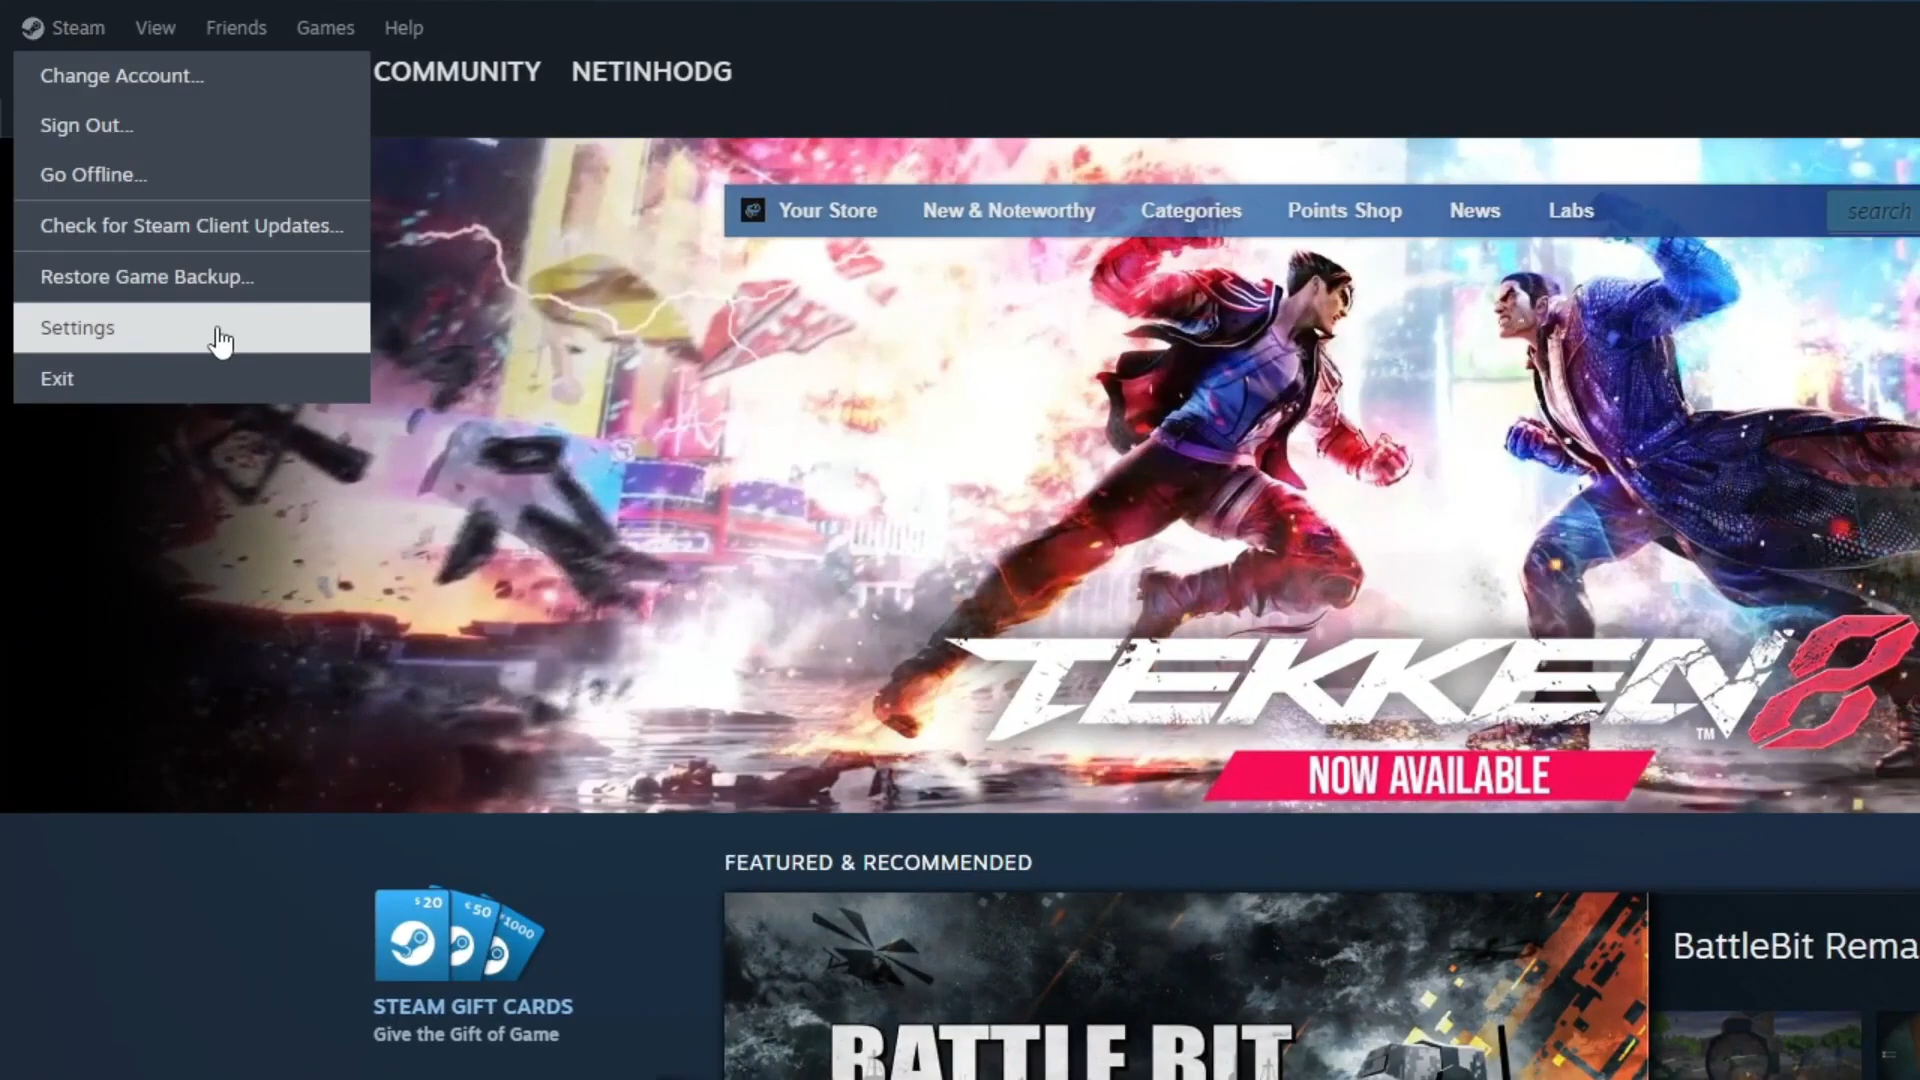 Steam View Friends Games Help
Change Account...
Sign Out...
Go Offline...
Check for Steam Client Updates...
Restore Game Backup...
Settings
Exit
COMMUNITY NETINHODG
Your Store New & Noteworthy Categories Points Shop News Labs search
TEKKEN 8
TM
NOW AVAILABLE
FEATURED & RECOMMENDED
$20 €50 1000
STEAM GIFT CARDS
Give the Gift of Game
BATTLE BIT
BattleBit Rema